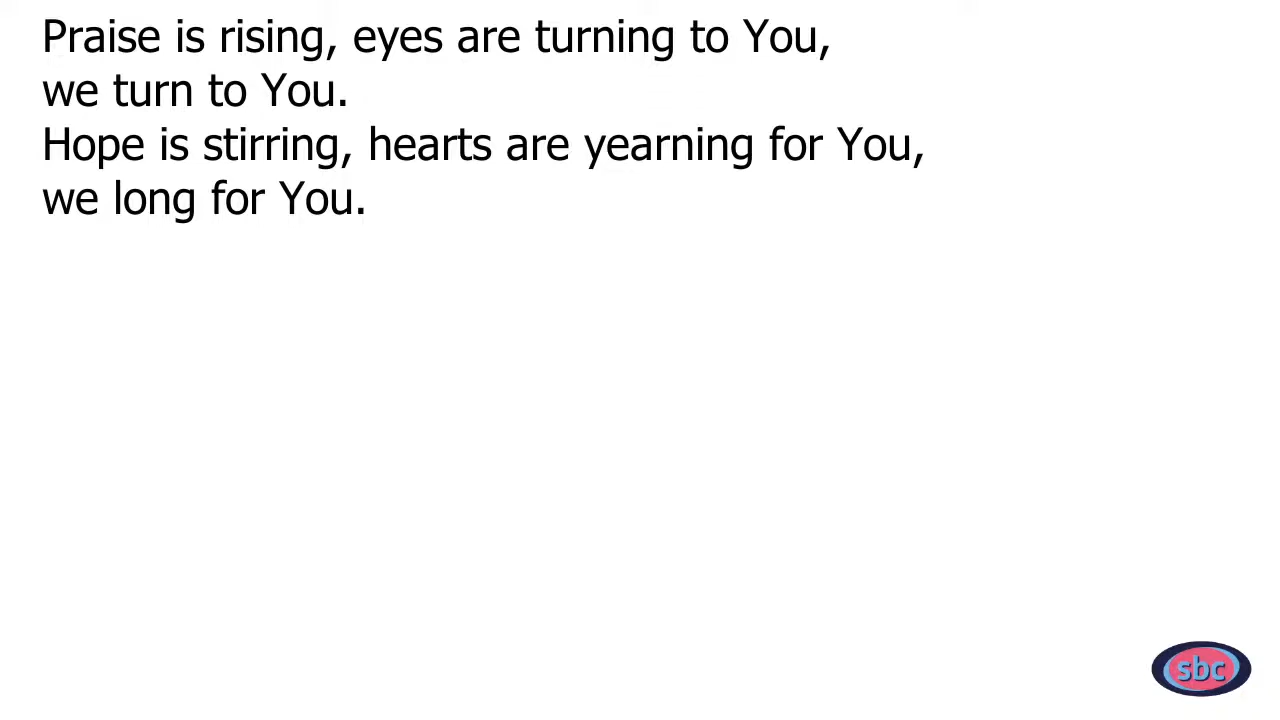 Praise is rising, eyes are turning to You,
we turn to You.
Hope is stirring, hearts are yearning for You,
we long for You.
sbc